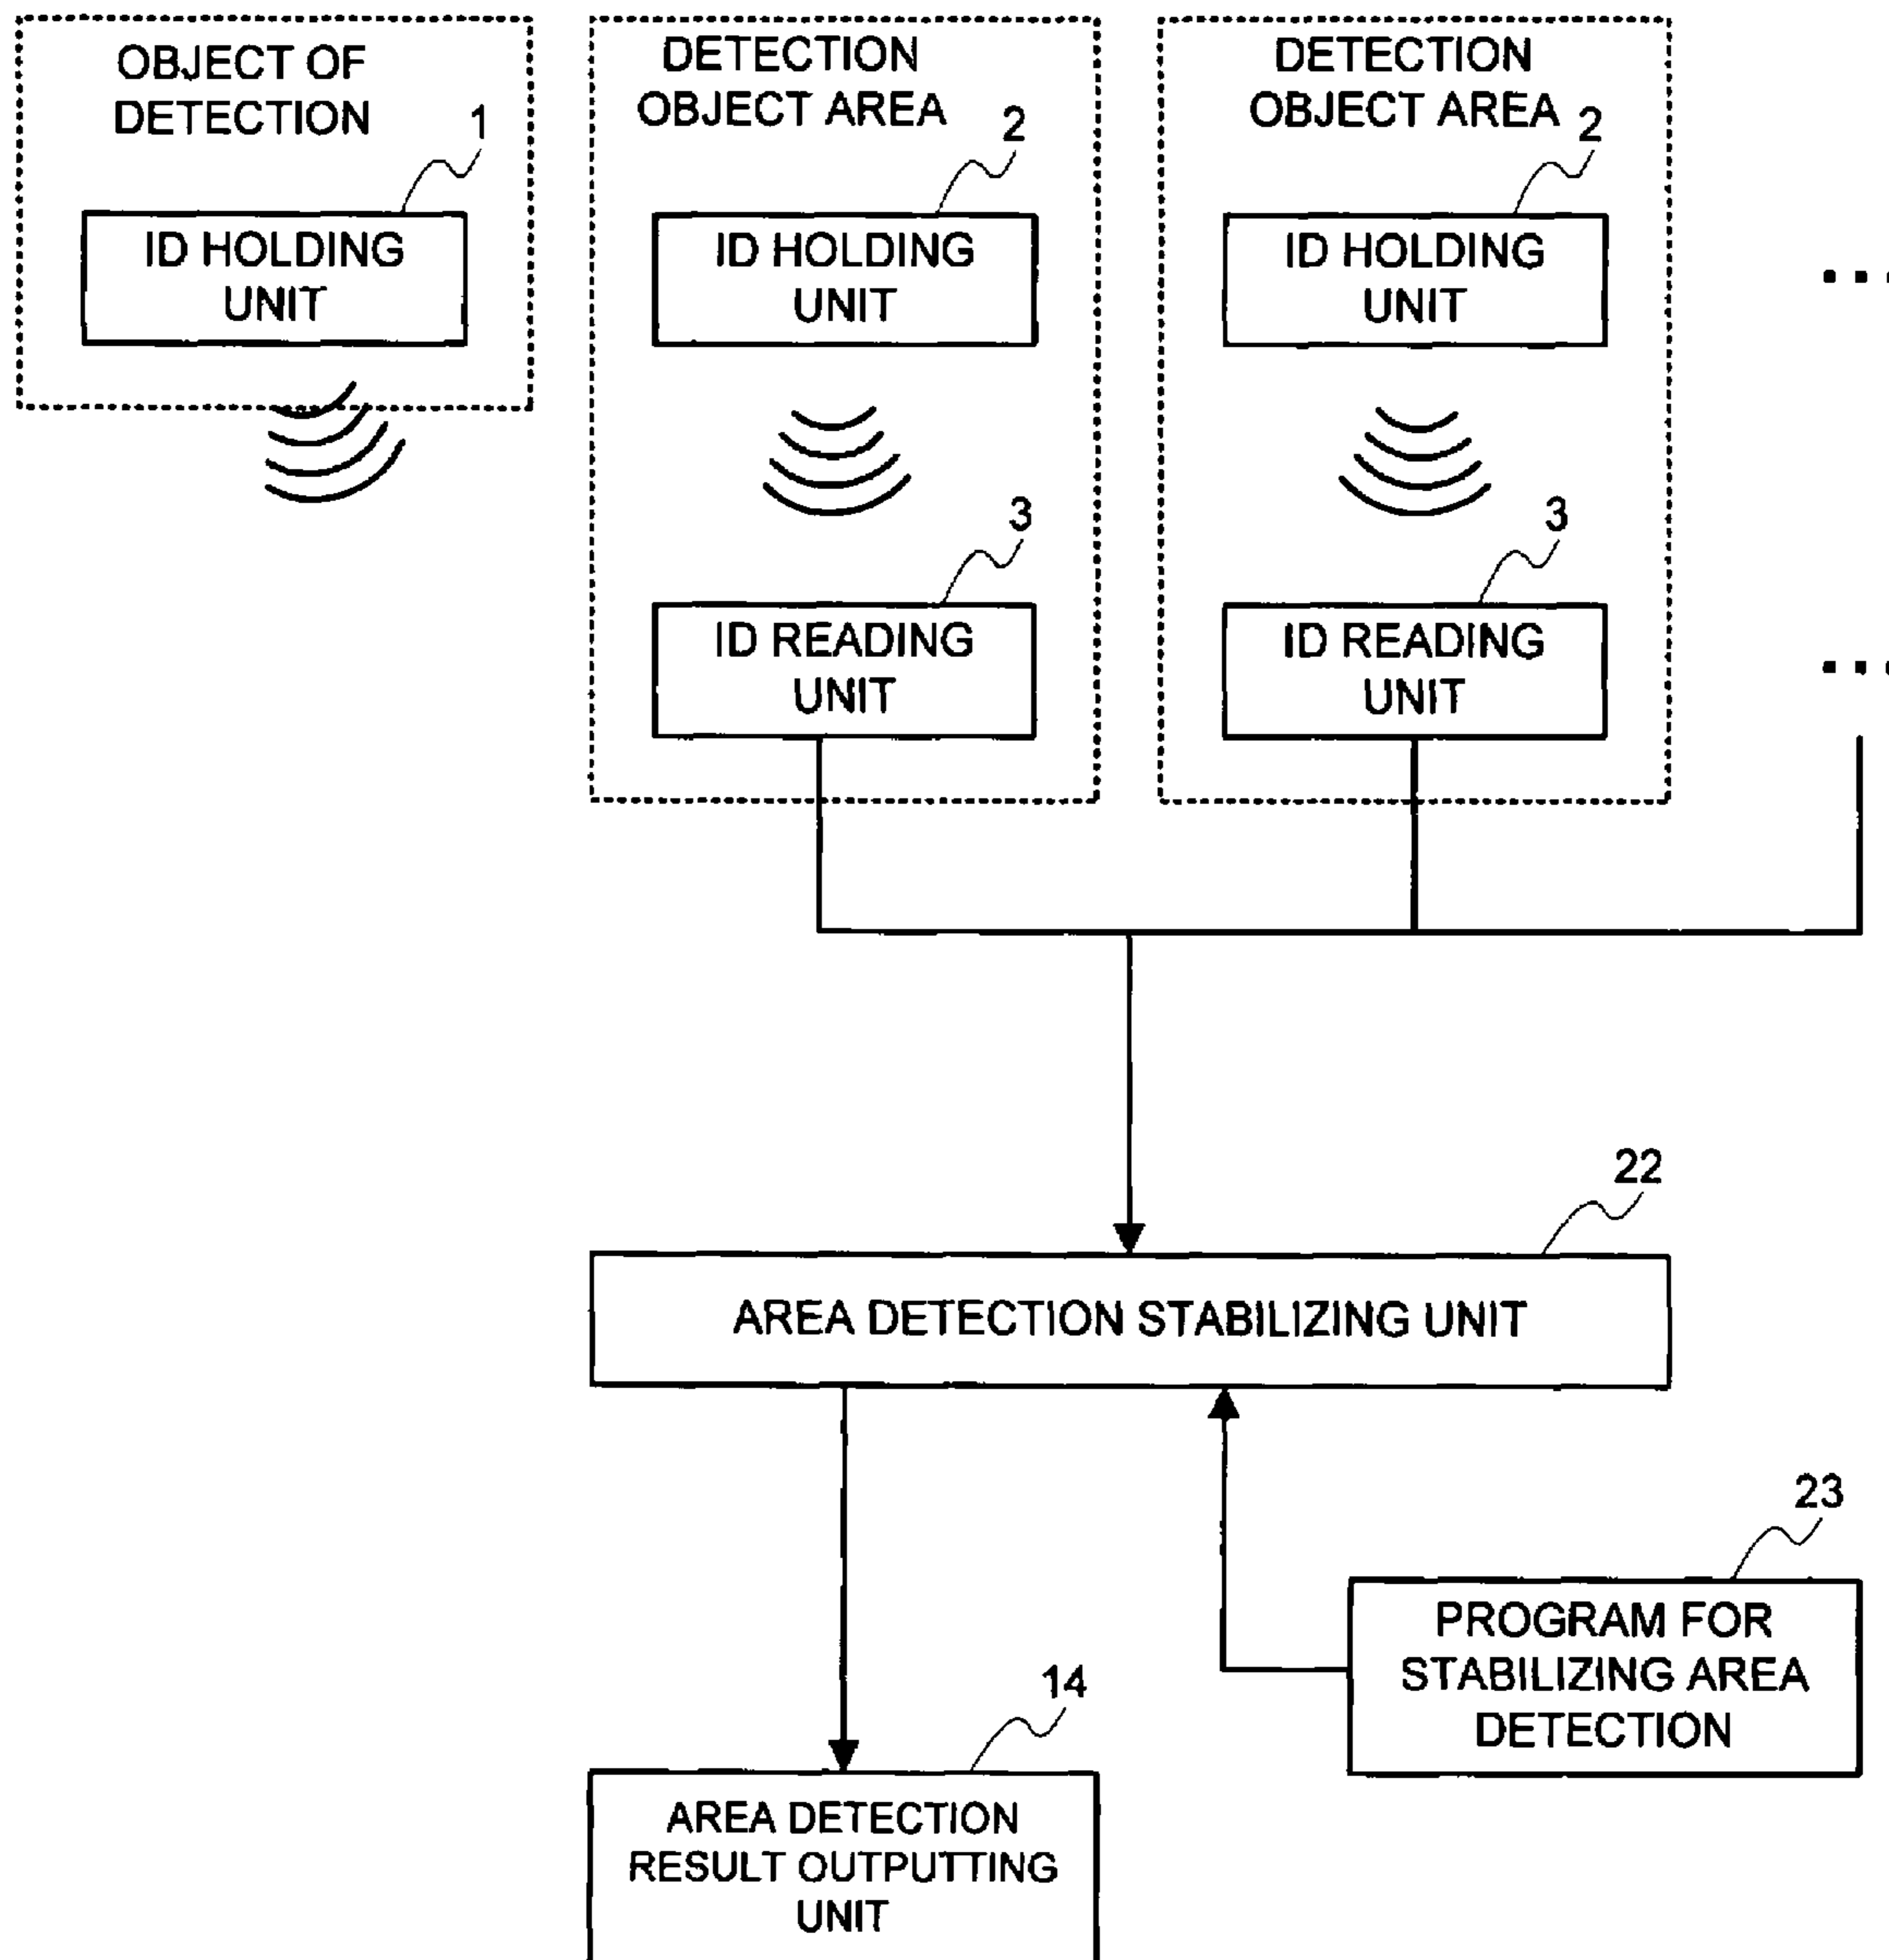 OBJECT OF
DETECTION
1
ID HOLDING
UNIT
DETECTION
OBJECT AREA
2
ID HOLDING
UNIT
3
ID READING
UNIT
DETECTION
OBJECT AREA
2
ID HOLDING
UNIT
3
ID READING
UNIT
...
...
22
AREA DETECTION STABILIZING UNIT
23
PROGRAM FOR
STABILIZING AREA
DETECTION
14
AREA DETECTION
RESULT OUTPUTTING
UNIT